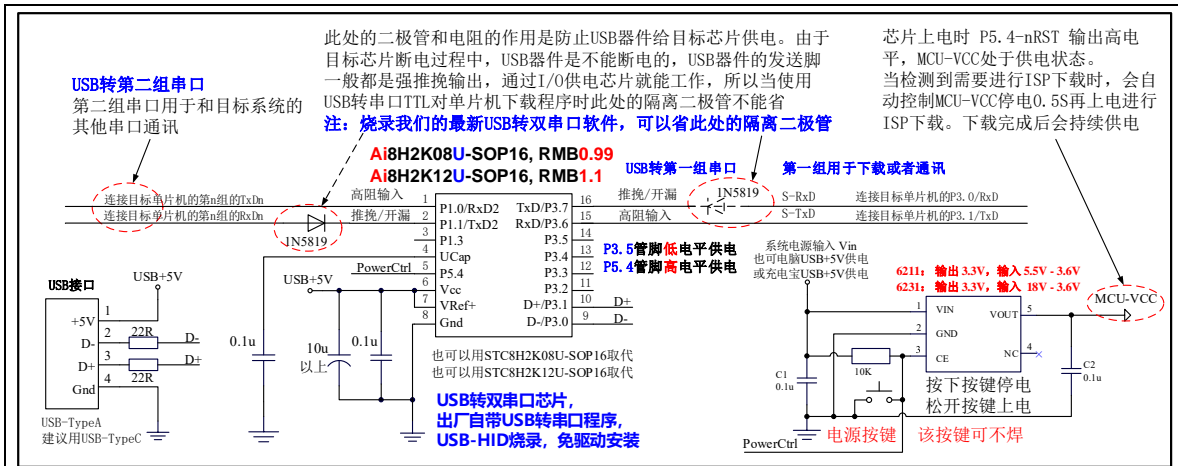 此处的二极管和电阻的作用是防止USB器件给目标芯片供电。由于
目标芯片断电过程中，USB器件是不能断电的，USB器件的发送脚
一般都是强推挽输出，通过I/O供电芯片就能工作，所以当使用
USB转串口TTL对单片机下载程序时此处的隔离二极管不能省
注：烧录我们的最新USB转双串口软件，可以省此处的隔离二极管
芯片上电时 P5.4-nRST 输出高电
平，MCU-VCC处于供电状态。
当检测到需要进行ISP下载时，会自
动控制MCU-VCC停电0.5S再上电进行
ISP下载。下载完成后会持续供电
USB转第二组串口
第二组串口用于和目标系统的
其他串口通讯
Ai8H2K08U-SOP16, RMB0.99
Ai8H2K12U-SOP16, RMB1.1
USB转第一组串口
第一组用于下载或者通讯
连接目标单片机的第n组的TxDn
高阻输入
1
P1.0/RxD2
TxD/P3.7
16
推挽/开漏
1N5819
S-RxD
连接目标单片机的P3.0/RxD
连接目标单片机的第n组的RxDn
1N5819
推挽/开漏
2
P1.1/TxD2
RxD/P3.6
15
高阻输入
S-TxD
连接目标单片机的P3.1/TxD
3
P1.3
P3.5
14
4
UCap
P3.4
13
PowerCtrl
5
P5.4
P3.3
12
6
Vcc
P3.2
11
7
VRef+
D+/P3.1
10
D+
8
Gnd
D-/P3.0
9
D-
P3.5管脚低电平供电
P5.4管脚高电平供电
USB+5V
0.1u
10u
以上
0.1u
也可以用STC8H2K08U-SOP16取代
也可以用STC8H2K12U-SOP16取代
USB转双串口芯片，
出厂自带USB转串口程序，
USB-HID烧录，免驱动安装
USB接口
USB+5V
+5V
1
D-
2
22R
D-
D+
3
22R
D+
Gnd
4
USB-TypeA
建议用USB-TypeC
系统电源输入 Vin
也可电脑USB+5V供电
或充电宝USB+5V供电
6211: 输出3.3V, 输入5.5V - 3.6V
6231: 输出3.3V, 输入 18V - 3.6V
MCU-VCC
1
VIN
VOUT
5
2
GND
3
CE
NC
4
10K
C1
0.1u
C2
0.1u
按下按键停电
松开按键上电
PowerCtrl
电源按键
该按键可不焊